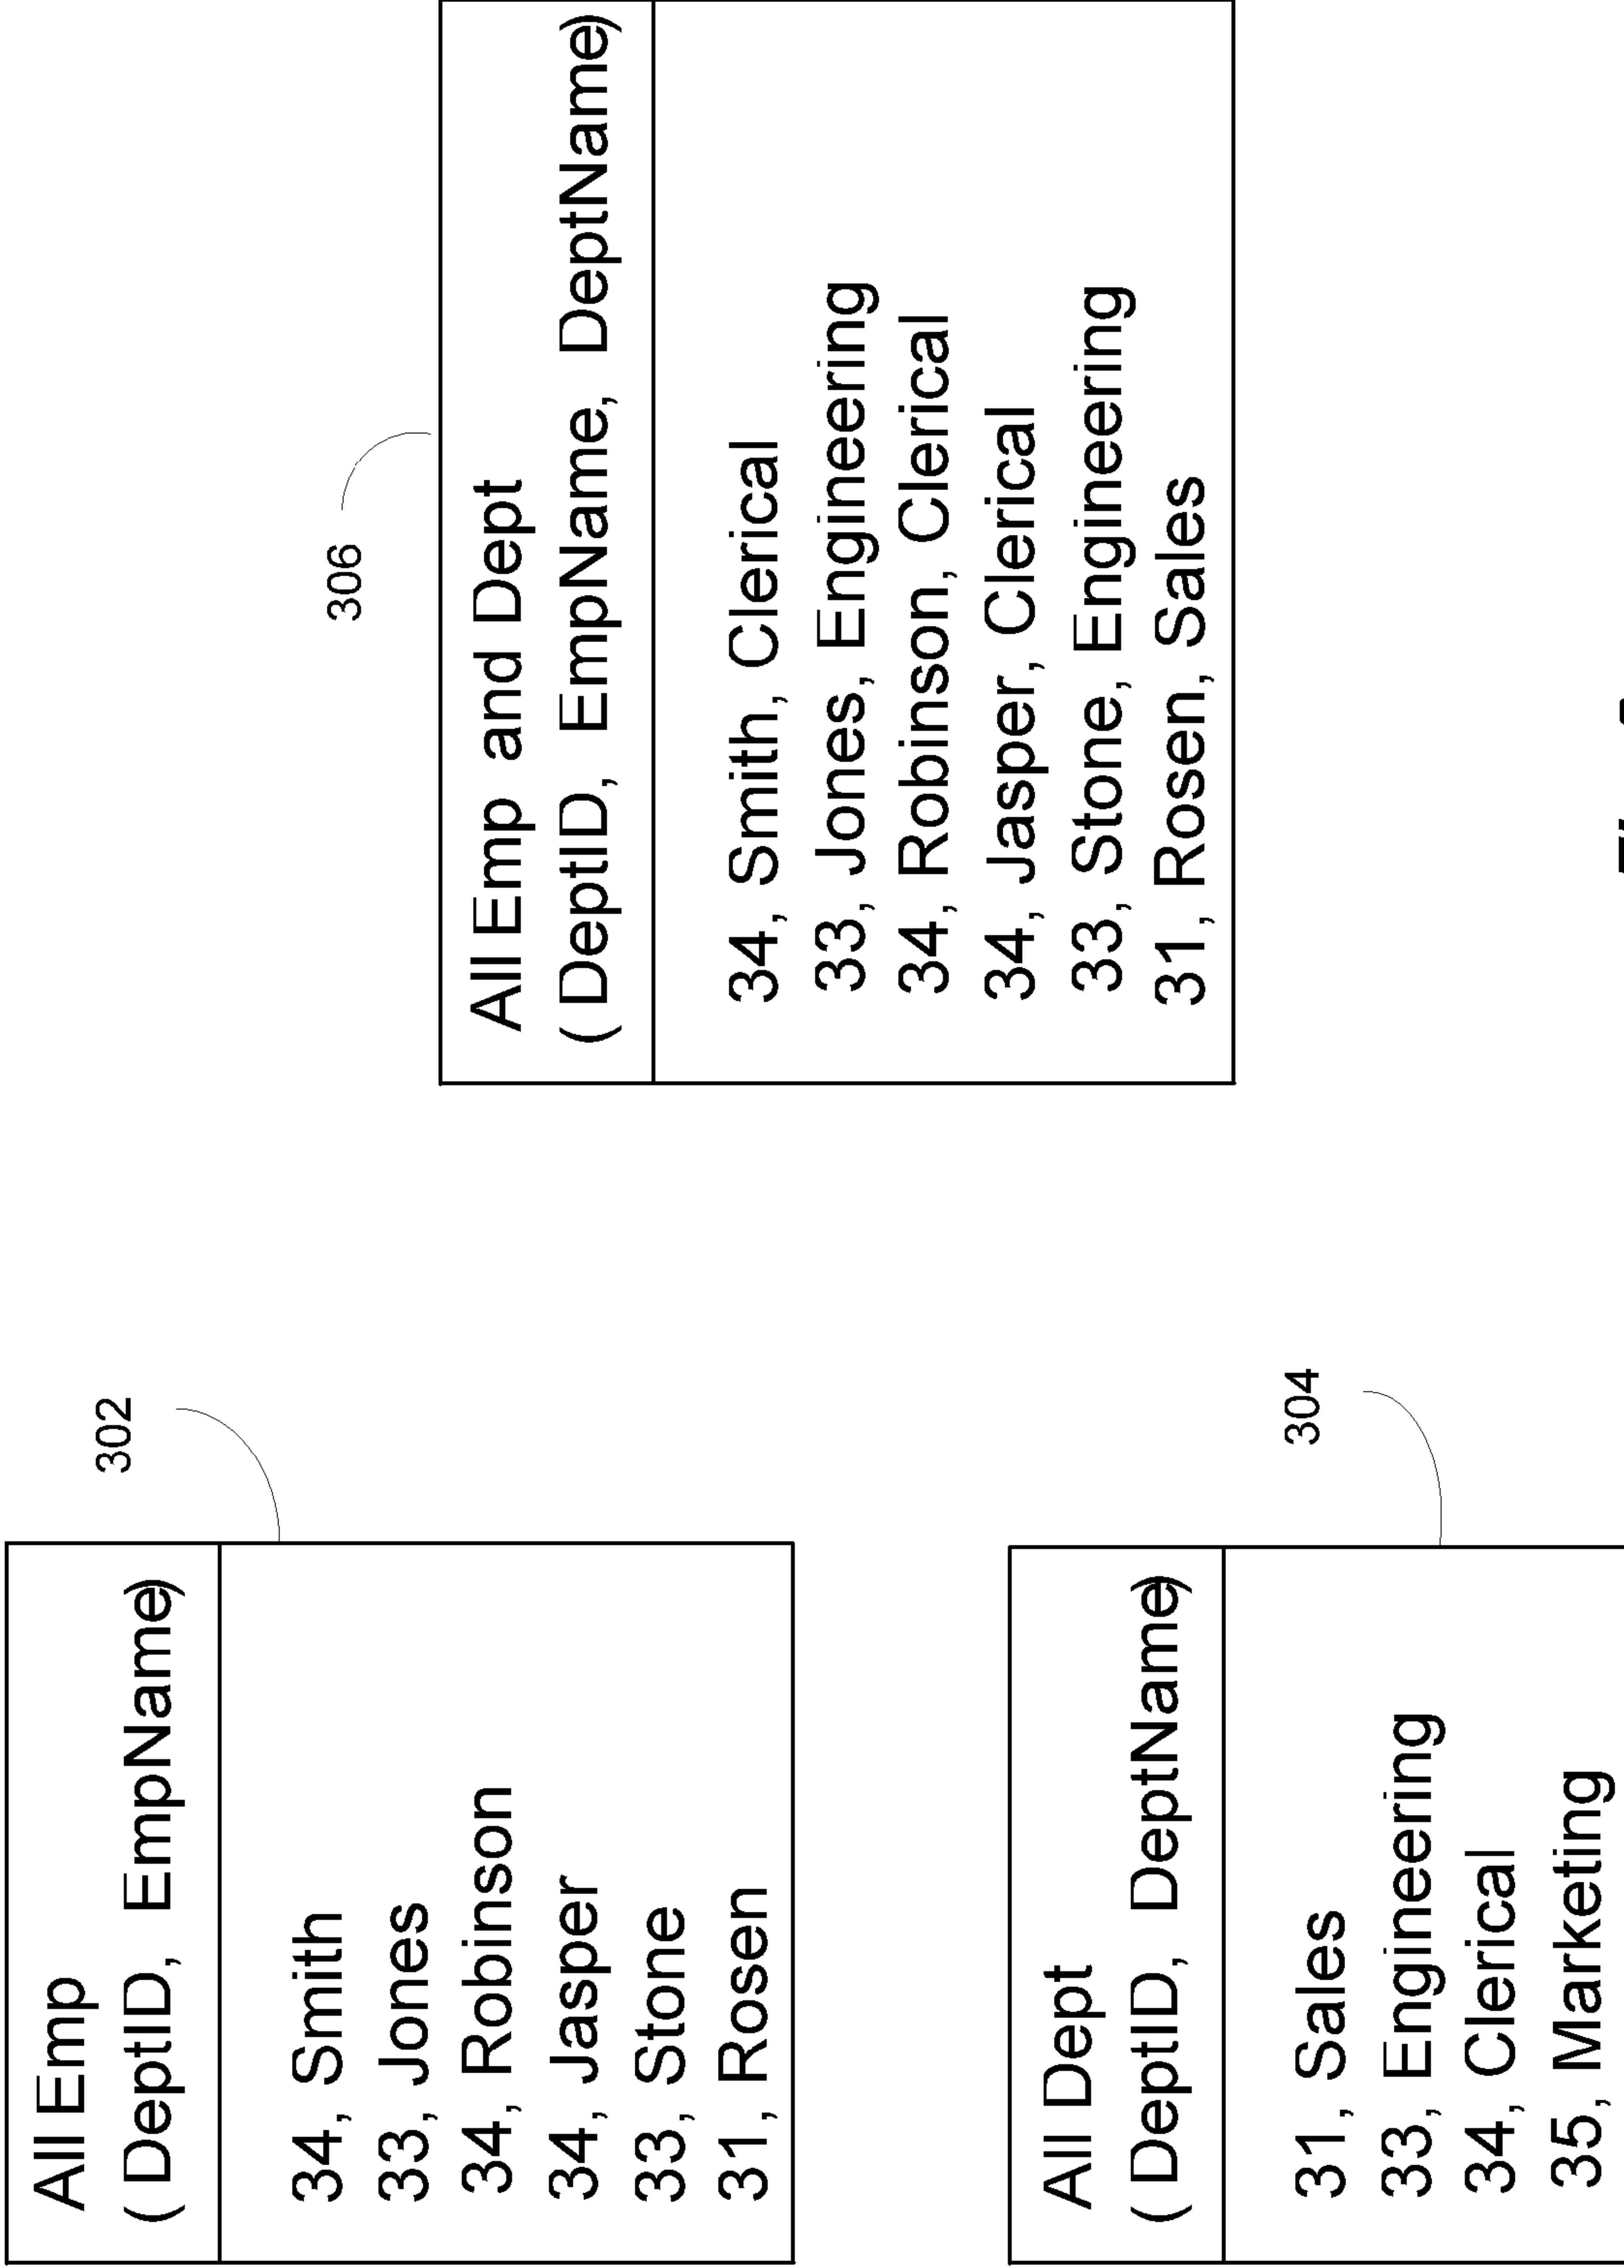 302
All Emp
( DeptID, EmpName)
34, Smith
33, Jones
34, Robinson
34, Jasper
33, Stone
31, Rosen
304
All Dept
( DeptID, DeptName)
31, Sales
33, Engineering
34, Clerical
35, Marketing
306
All Emp and Dept
( DeptID, EmpName, DeptName)
34, Smith, Clerical
33, Jones, Engineering
34, Robinson, Clerical
34, Jasper, Clerical
33, Stone, Engineering
31, Rosen, Sales